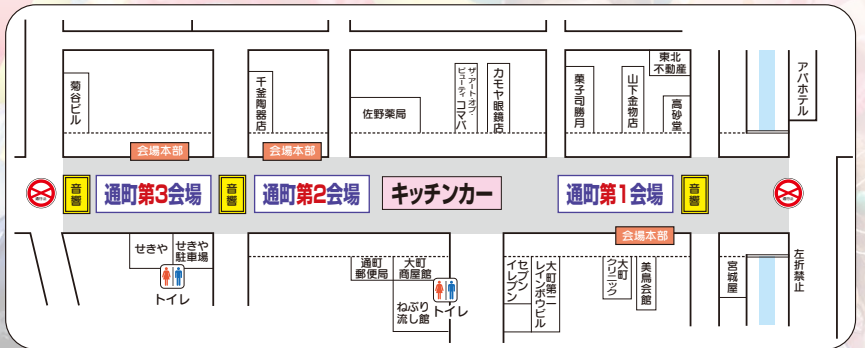 菊谷ビル
千釜陶器店
佐野薬局
ザ・アートオブ・
ビューティ コマバ
カモヤ眼鏡店
菓子司勝月
山下金物店
東北
不動産
高砂堂
アパホテル
会場本部
会場本部
音響
通町第3会場
音響
通町第2会場
キッチンカー
通町第1会場
音響
会場本部
せきや
せきや
駐車場
トイレ
通町
郵便局
大町
商屋館
ねぶり
流し館
トイレ
セブン
イレブン
大町第二
レインボウビル
大町
クリニック
美鳥会館
宮城屋
左折禁止